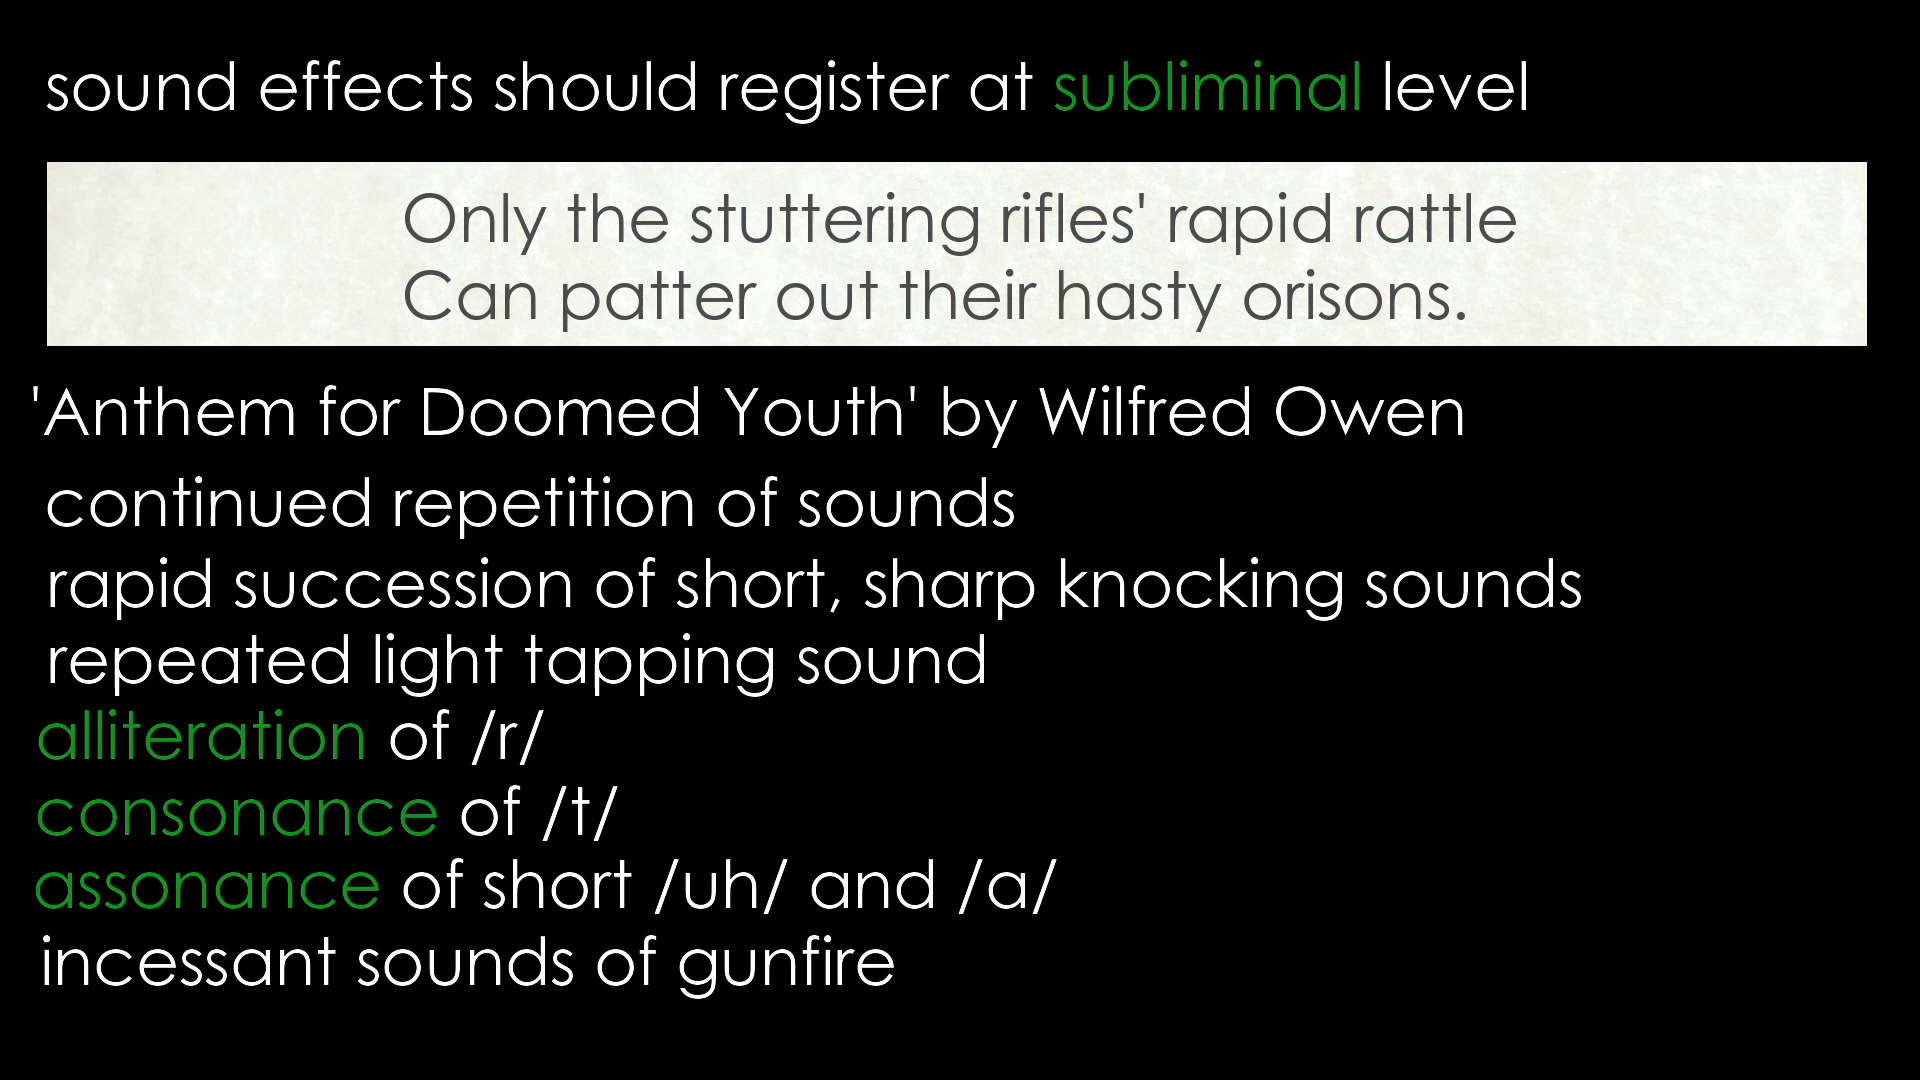 sound effects should register at subliminal level
Only the stuttering rifles' rapid rattle
Can patter out their hasty orisons.
'Anthem for Doomed Youth' by Wilfred Owen
continued repetition of sounds
rapid succession of short, sharp knocking sounds
repeated light tapping sound
alliteration of /r/
consonance of /t/
assonance of short /uh/ and /a/
incessant sounds of gunfire